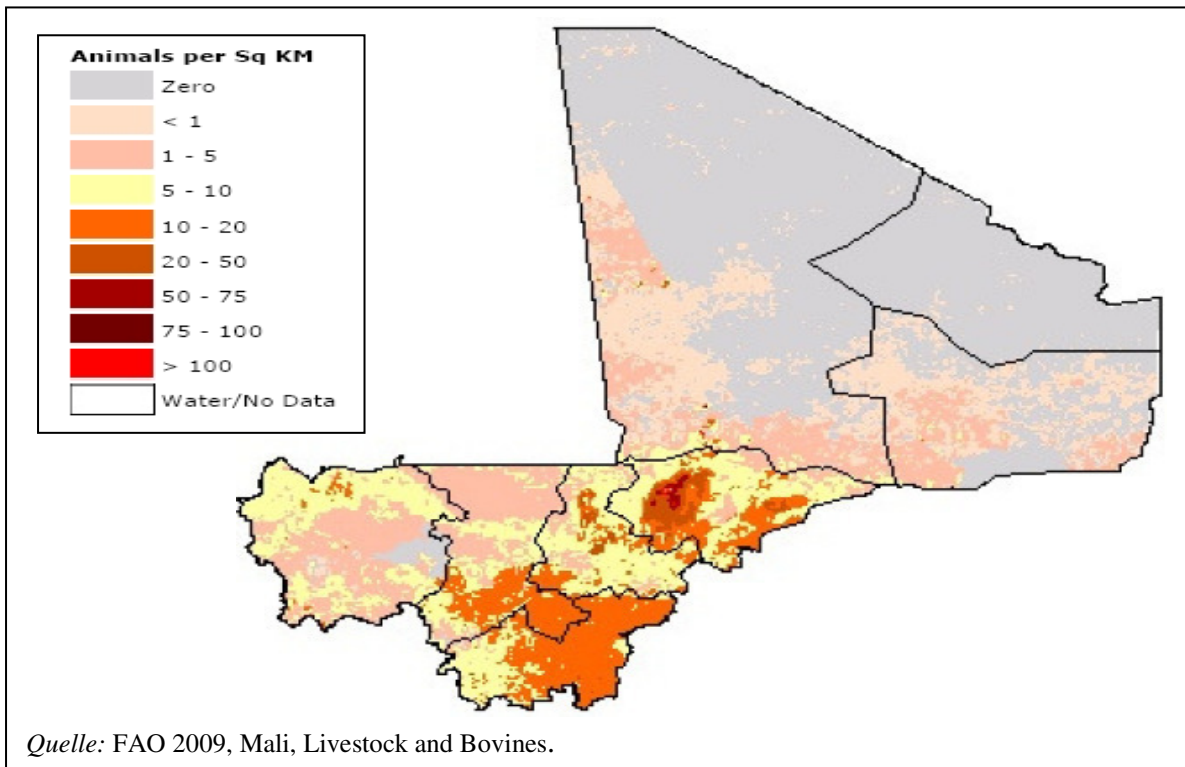 Animals per Sq KM
Zero
< 1
1 - 5
5 - 10
10 - 20
20 - 50
50 - 75
75 - 100
> 100
Water/No Data
Quelle: FAO 2009, Mali, Livestock and Bovines.